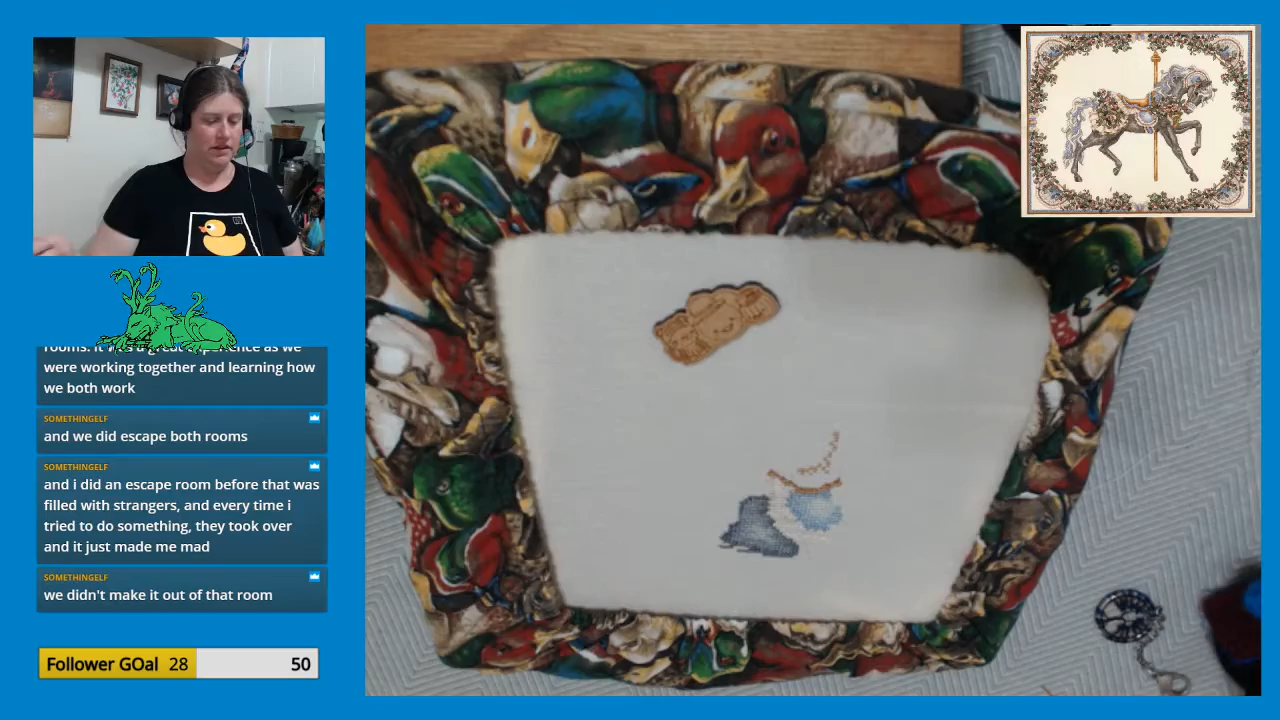 were working together and learning how
we both work
SOMETHINGELF
and we did escape both rooms
SOMETHINGELF
and i did an escape room before that was
filled with strangers, and every time i
tried to do something, they took over
and it just made me mad
SOMETHINGELF
we didn't make it out of that room
Follower GOal 28 50